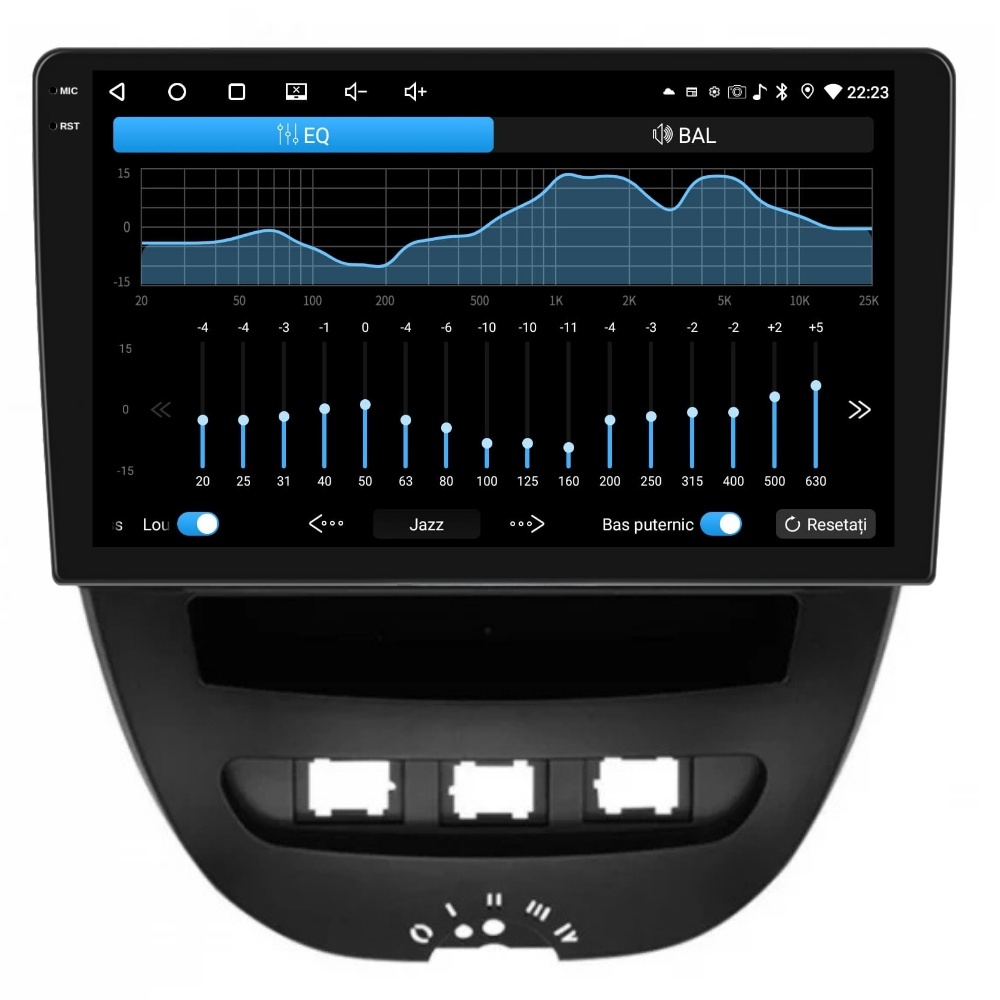 MIC
22:23
RST
EQ
BAL
15
0
-15
20 50 100 200 500 1K 2K 5K 10K 25K
-4 -4 -3 -1 0 -4 -6 -10 -10 -11 -4 -3 -2 -2 +2 +5
15
0
-15
20 25 31 40 50 63 80 100 125 160 200 250 315 400 500 630
s Lou Jazz Bas puternic Resetați
0 I II III IV